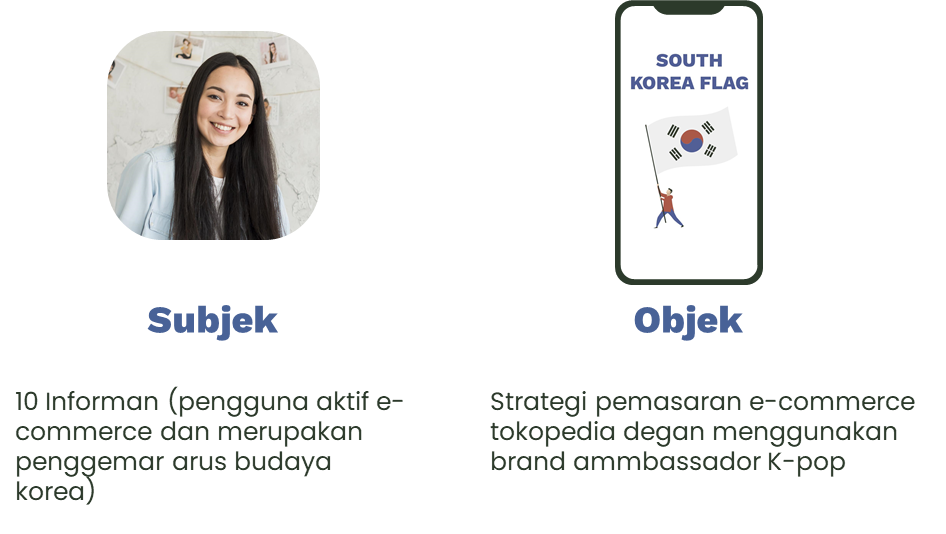 SOUTH
KOREA FLAG
Subjek
10 Informan (pengguna aktif e-
commerce dan merupakan
penggemar arus budaya
korea)
Objek
Strategi pemasaran e-commerce
tokopedia degan menggunakan
brand ammbassador K-pop